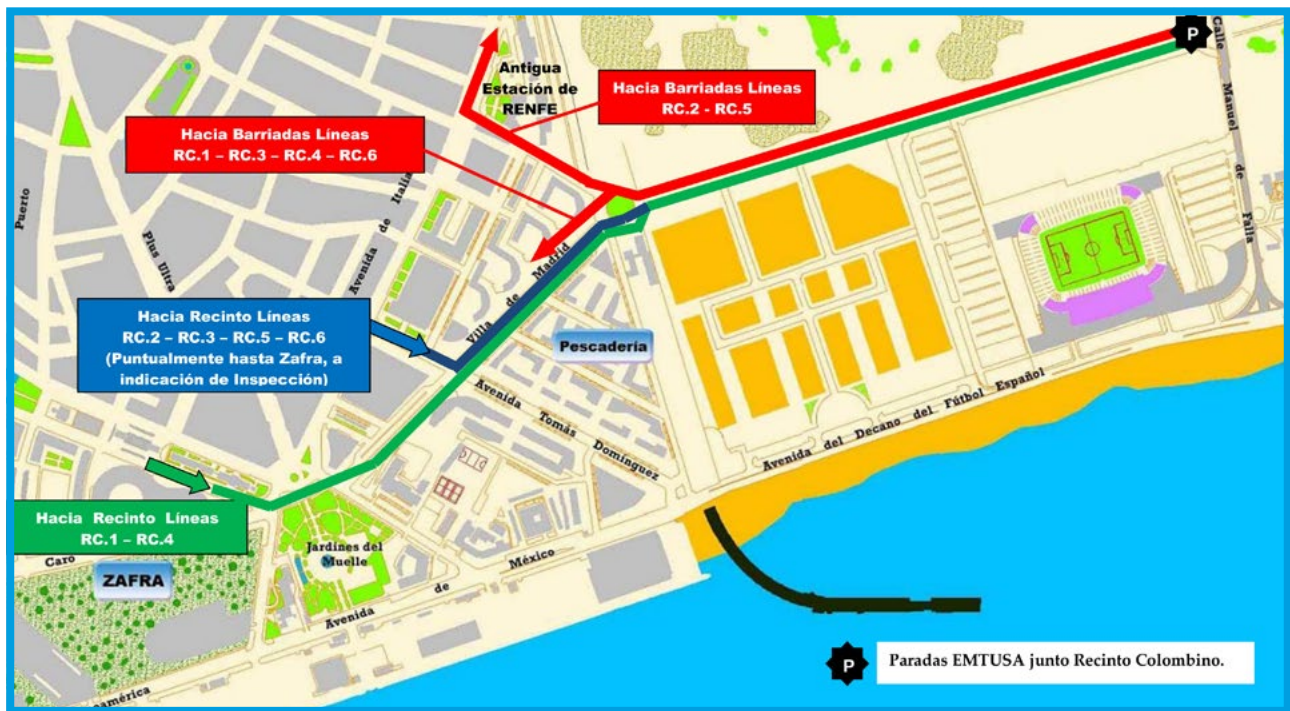 P
Calle Manuel de Falla
Antigua
Estación de
RENFE
Hacia Barriadas Líneas
RC.2 - RC.5
Hacia Barriadas Líneas
RC.1 – RC.3 – RC.4 – RC.6
Puerto
Plus Ultra
Avenida de Italia
Villa de Madrid
Hacia Recinto Líneas
RC.2 – RC.3 – RC.5 – RC.6
(Puntualmente hasta Zafra, a
indicación de Inspección)
Pescadería
Avenida Tomás Domínguez
Avenida del Decano del Fútbol Español
Hacia Recinto Líneas
RC.1 – RC.4
Caro
ZAFRA
Jardines del
Muelle
Avenida de México
américa
P
Paradas EMTUSA junto Recinto Colombino.